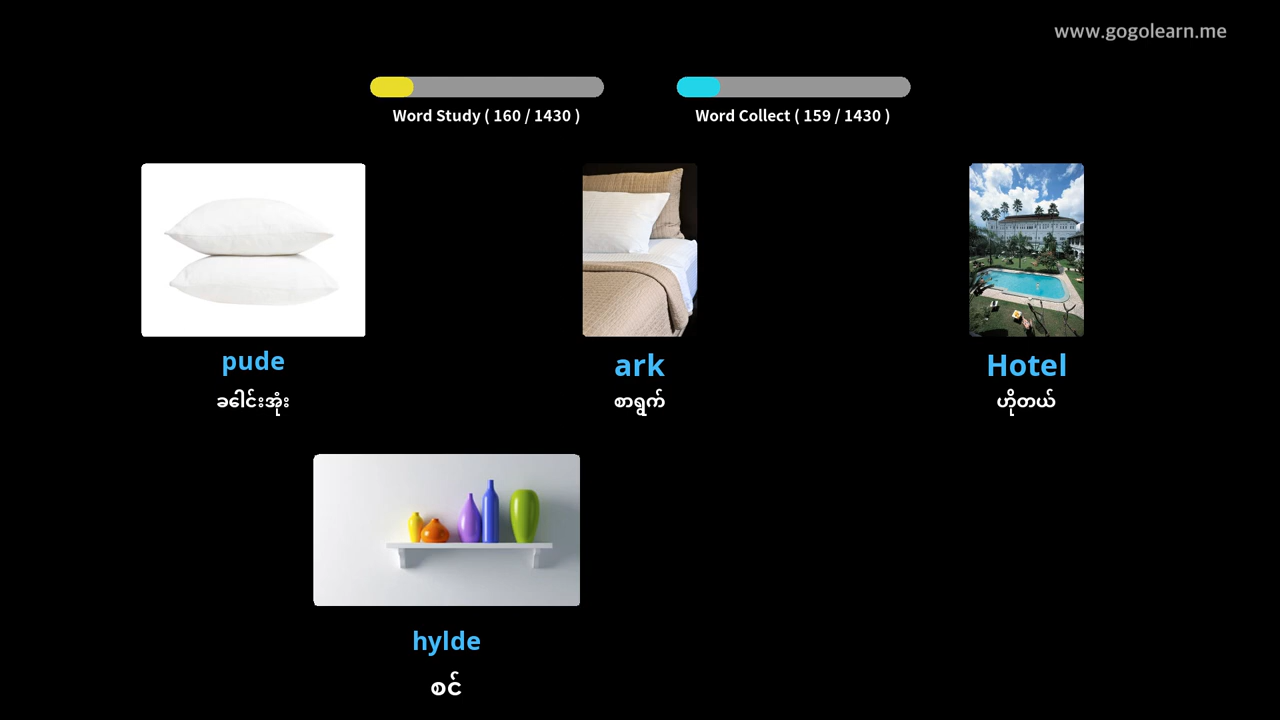 www.gogolearn.me
Word Study ( 160 / 1430 )
Word Collect ( 159 / 1430 )
pude
ark
Hotel
ခေါင်းအုံး
စာရွက်
ဟိုတယ်
hylde
စင်